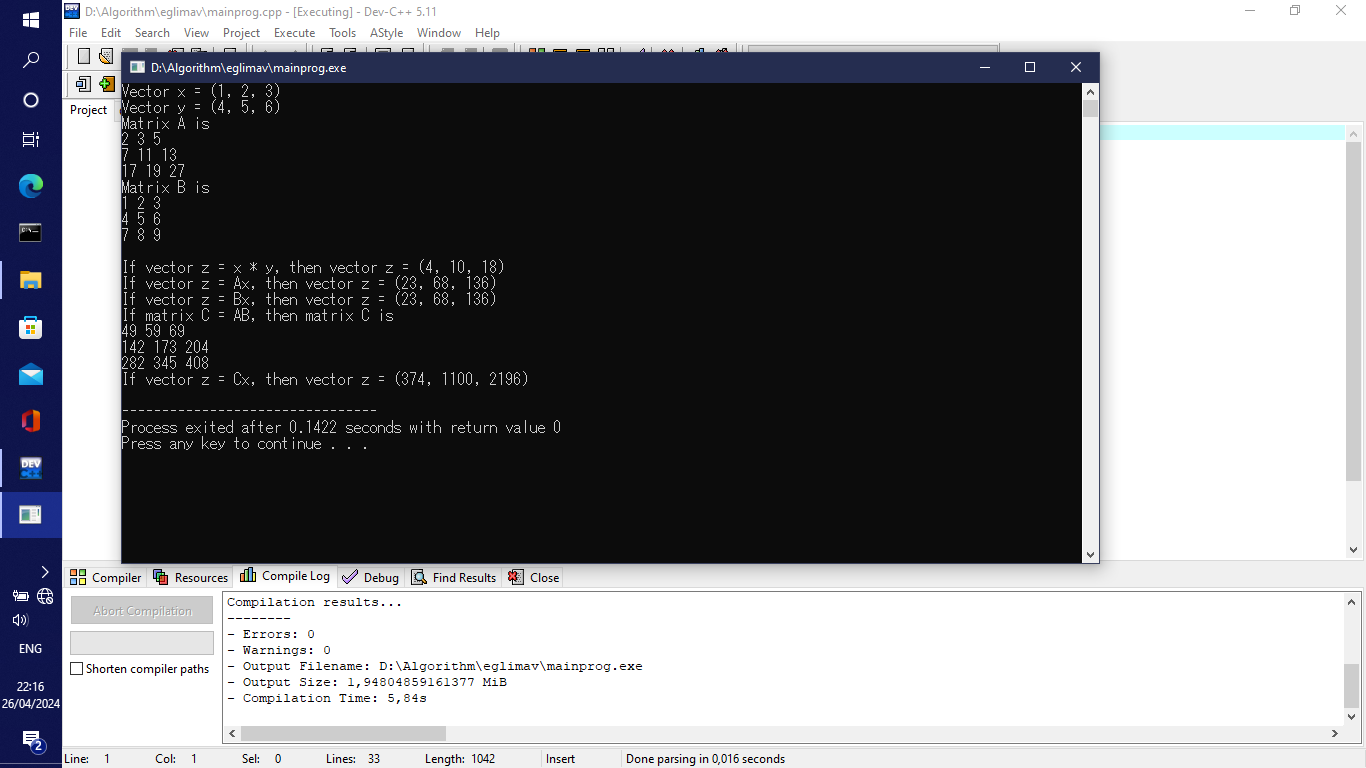 D:\Algorithm\eglimav\mainprog.cpp - [Executing] - Dev-C++ 5.11
File Edit Search View Project Execute Tools AStyle Window Help
D:\Algorithm\eglimav\mainprog.exe
Project
Vector x = (1, 2, 3)
Vector y = (4, 5, 6)
Matrix A is
2 3 5
7 11 13
17 19 27
Matrix B is
1 2 3
4 5 6
7 8 9
If vector z = x * y, then vector z = (4, 10, 18)
If vector z = Ax, then vector z = (23, 68, 136)
If vector z = Bx, then vector z = (23, 68, 136)
If matrix C = AB, then matrix C is
49 59 69
142 173 204
282 345 408
If vector z = Cx, then vector z = (374, 1100, 2196)
--------------------------------
Process exited after 0.1422 seconds with return value 0
Press any key to continue . . .
Compiler Resources Compile Log Debug Find Results Close
Abort Compilation
Shorten compiler paths
Compilation results...
--------
- Errors: 0
- Warnings: 0
- Output Filename: D:\Algorithm\eglimav\mainprog.exe
- Output Size: 1,94804859161377 MiB
- Compilation Time: 5,84s
Line: 1 Col: 1 Sel: 0 Lines: 33 Length: 1042 Insert Done parsing in 0,016 seconds
DEV
ENG
22:16
26/04/2024
2